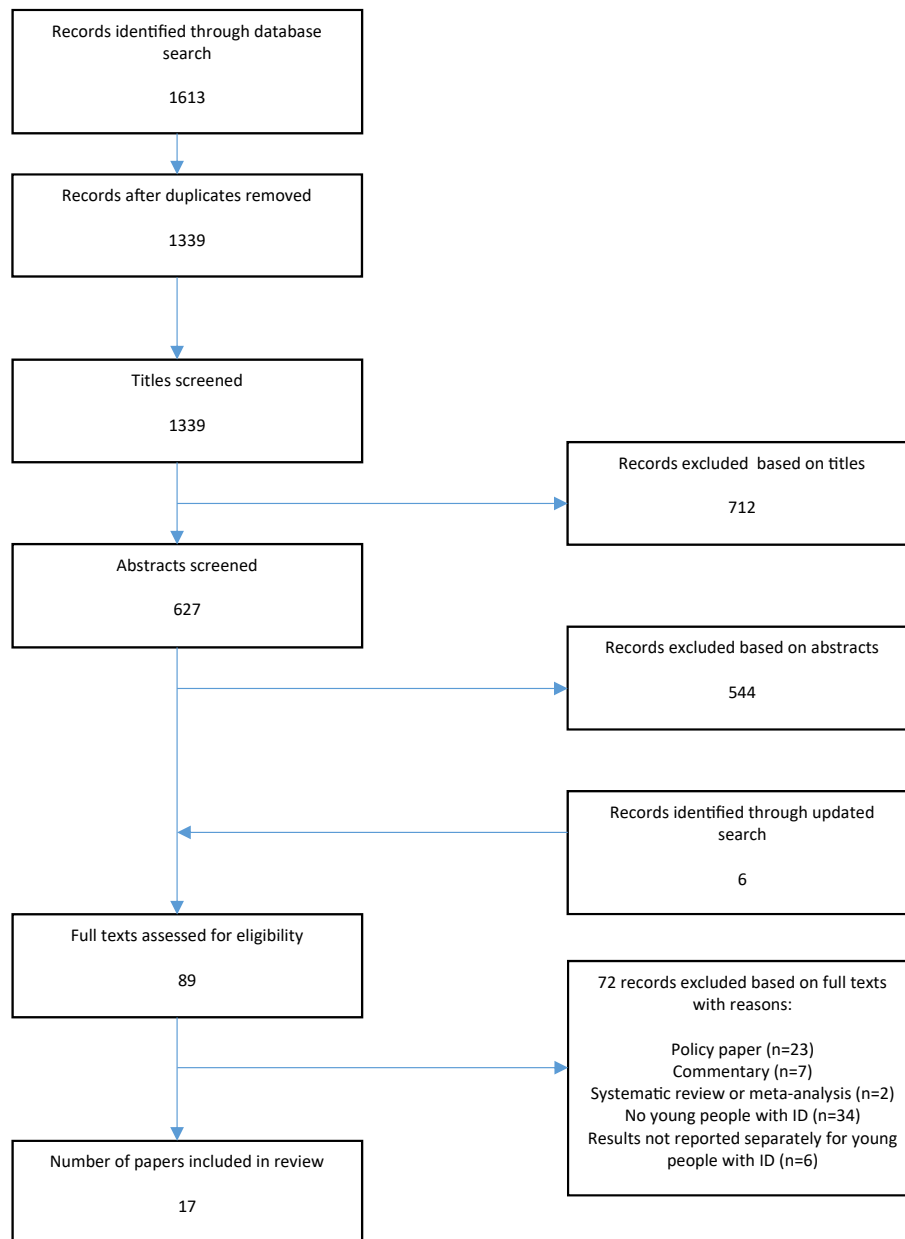 Records identified through database
search
1613
Records after duplicates removed
1339
Titles screened
1339
Records excluded  based on titles
712
Abstracts screened
627
Records excluded based on abstracts
544
Records identified through updated
search
6
Full texts assessed for eligibility
89
72 records excluded based on full texts
with reasons:
Policy paper (n=23)
Commentary (n=7)
Systematic review or meta-analysis (n=2)
No young people with ID (n=34)
Results not reported separately for young
people with ID (n=6)
Number of papers included in review
17